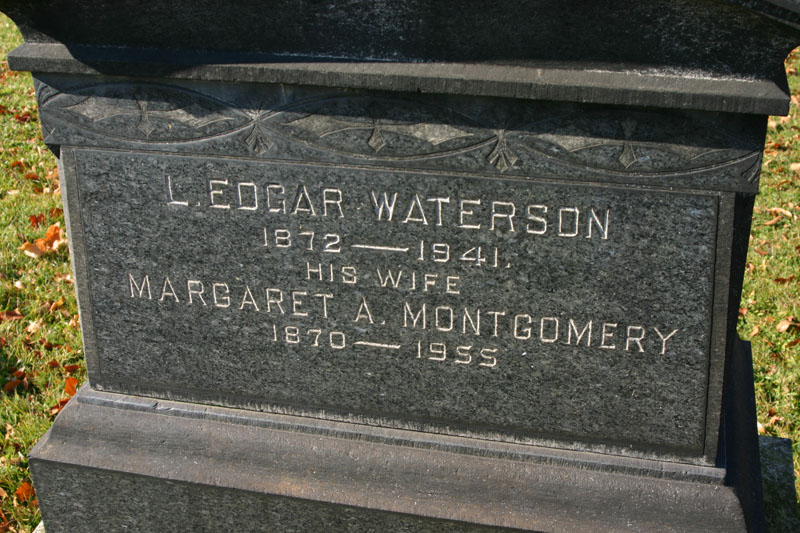 L. EDGAR WATERSON
1872 — 1941.
HIS WIFE
MARGARET A. MONTGOMERY
1870 — 1955